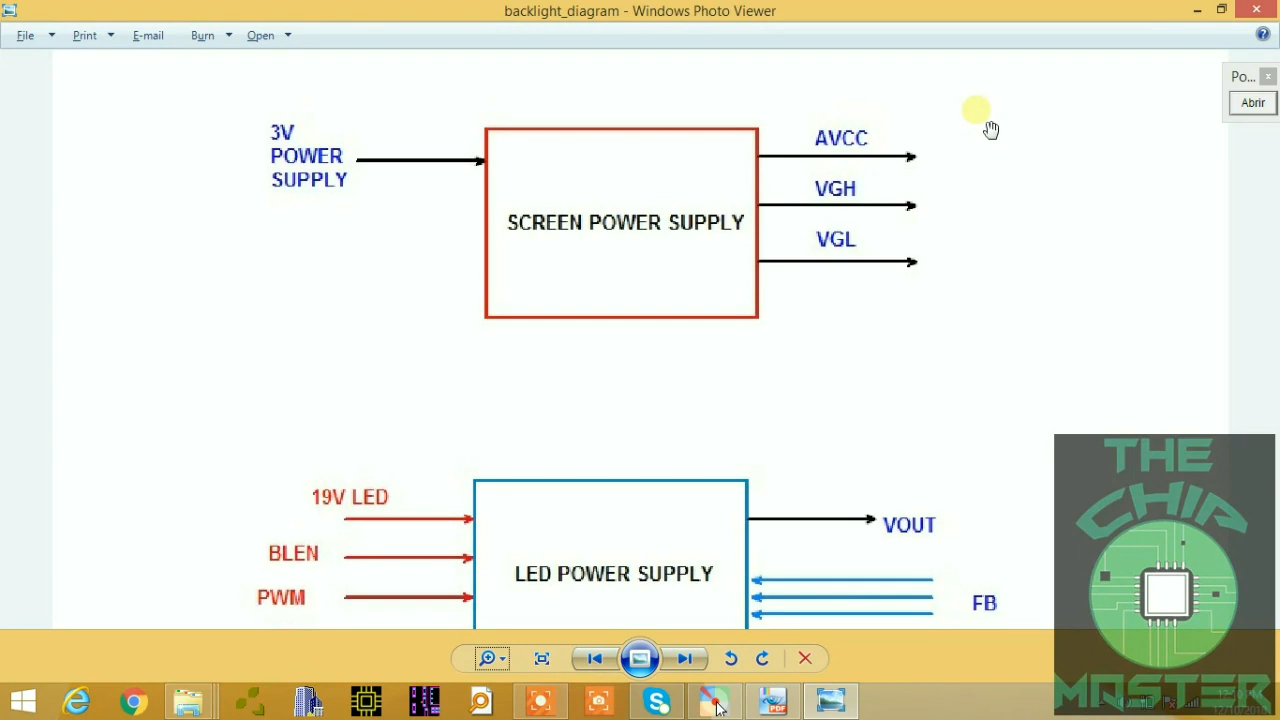 backlight_diagram - Windows Photo Viewer
File Print E-mail Burn Open
Po...
Abrir
3V
POWER
SUPPLY
SCREEN POWER SUPPLY
AVCC
VGH
VGL
19V LED
BLEN
PWM
LED POWER SUPPLY
VOUT
FB
THE
CHIP
MASTER
PDF